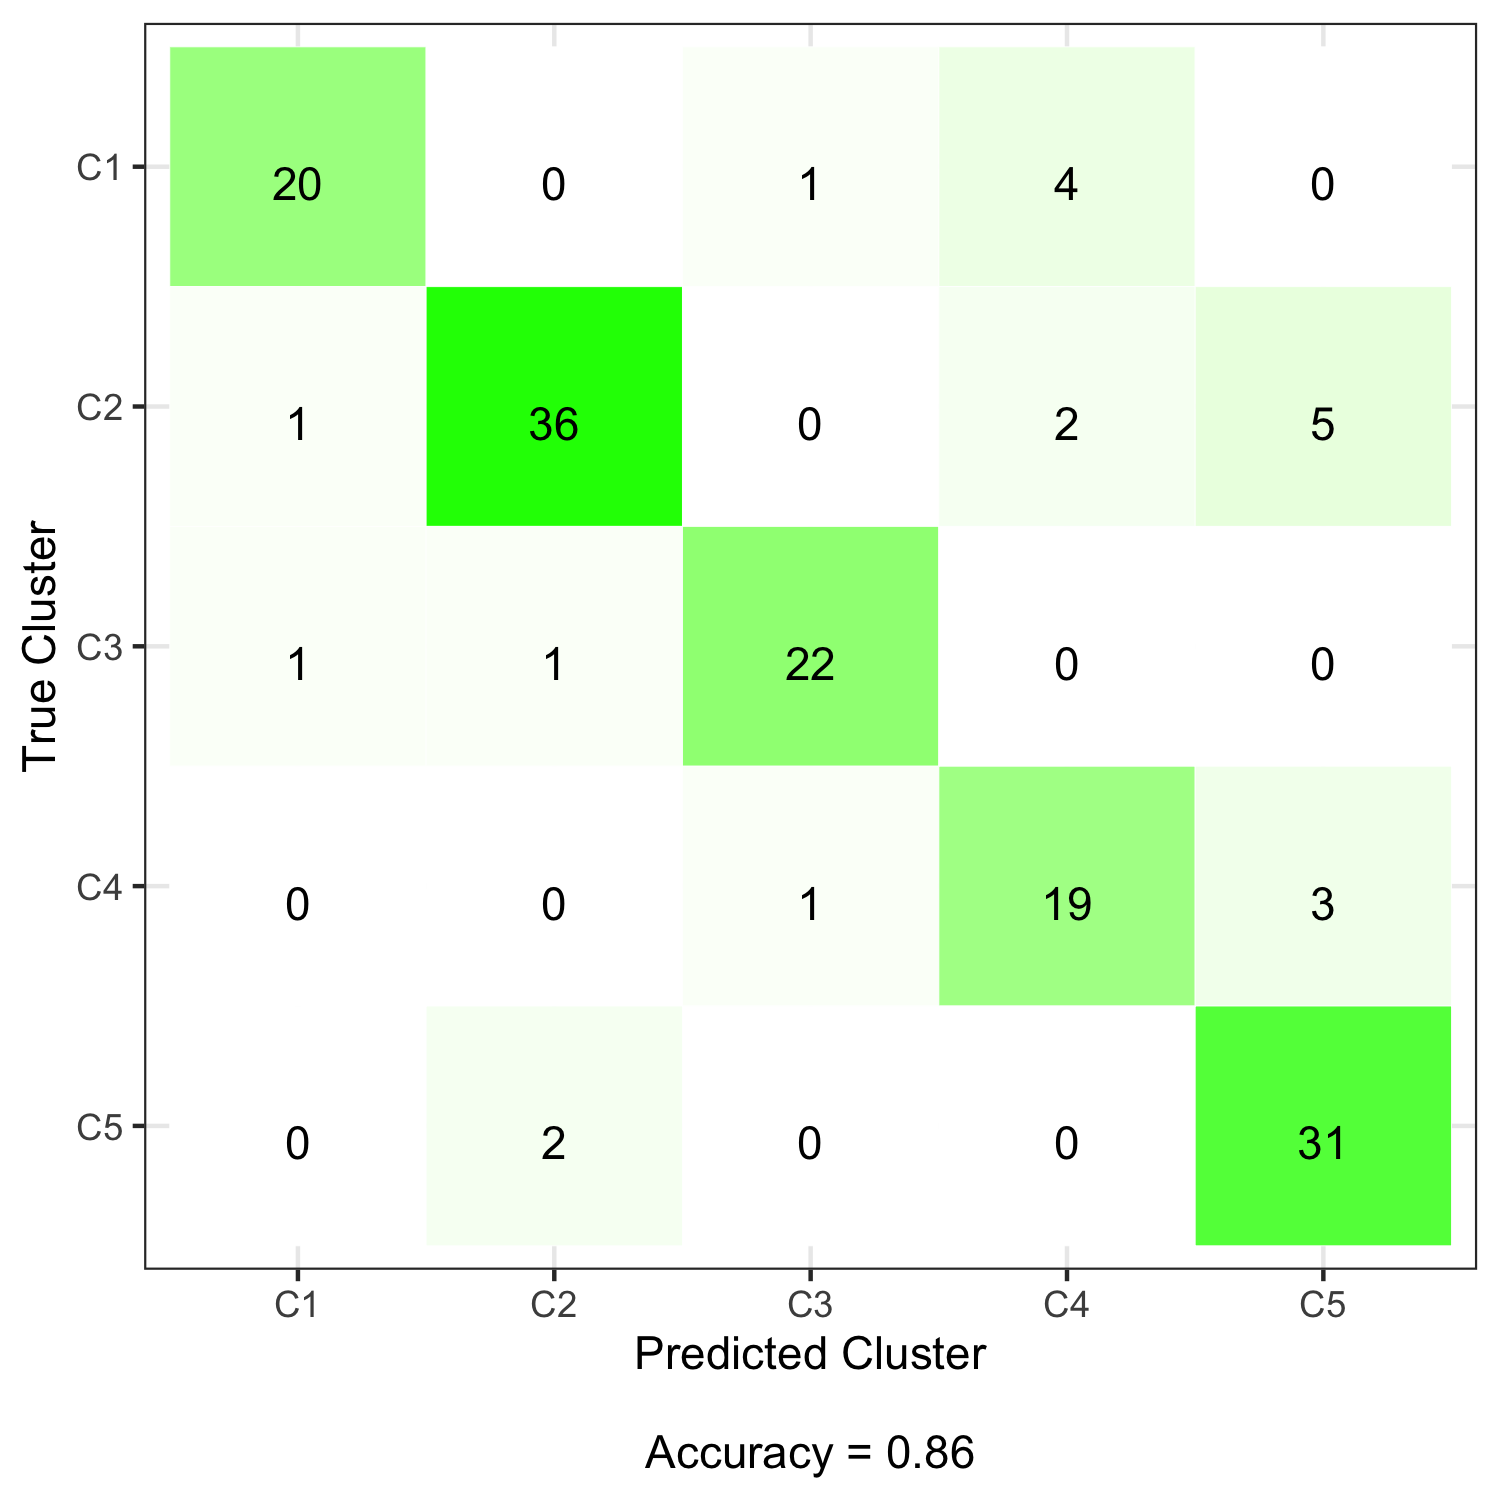 C1 20 0 1 4 0
C2 1 36 0 2 5
C3 1 1 22 0 0
C4 0 0 1 19 3
C5 0 2 0 0 31
True Cluster
C1 C2 C3 C4 C5
Predicted Cluster
Accuracy = 0.86